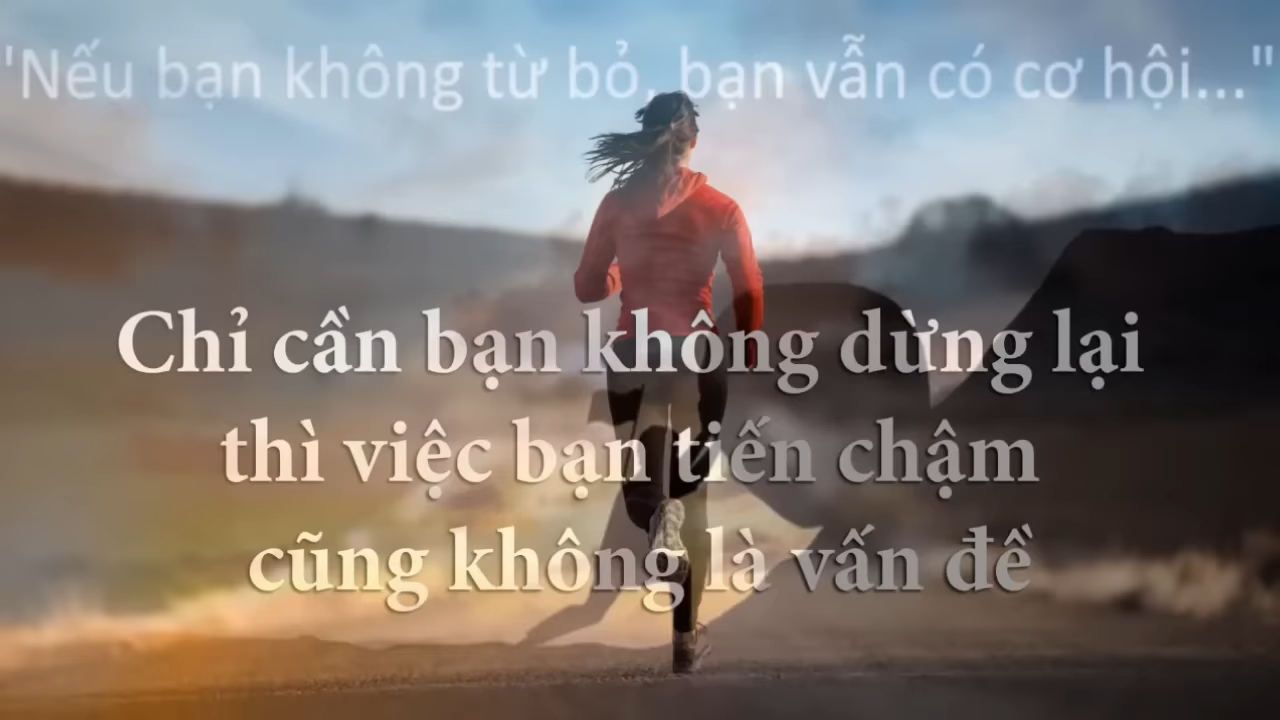 "Nếu bạn không từ bỏ, bạn vẫn có cơ hội..."
Chỉ cần bạn không dừng lại
thì việc bạn tiến chậm
cũng không là vấn đề